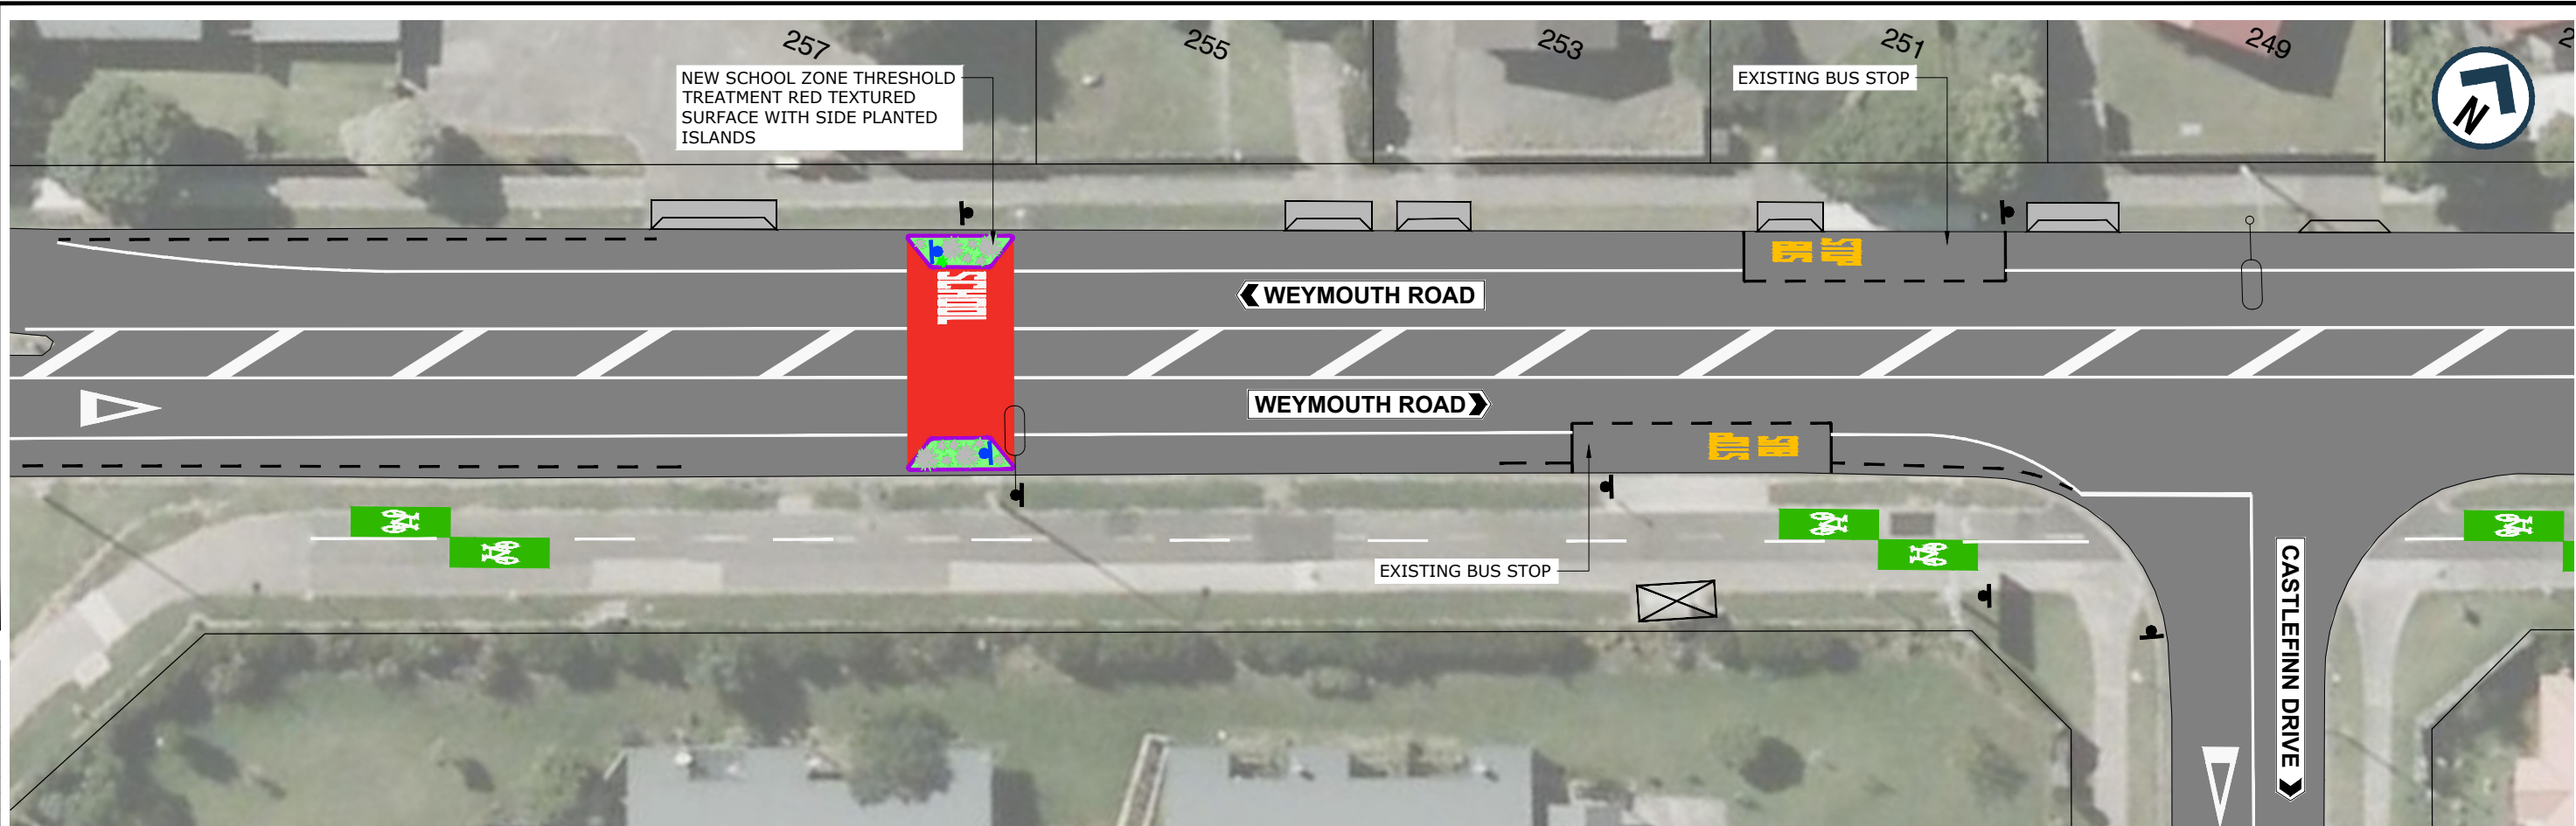 257
255
253
251
249
2
NEW SCHOOL ZONE THRESHOLD
TREATMENT RED TEXTURED
SURFACE WITH SIDE PLANTED
ISLANDS
EXISTING BUS STOP
N
SCHOOL
BUS
STOP
WEYMOUTH ROAD
WEYMOUTH ROAD
BUS
STOP
EXISTING BUS STOP
CASTLEFINN DRIVE